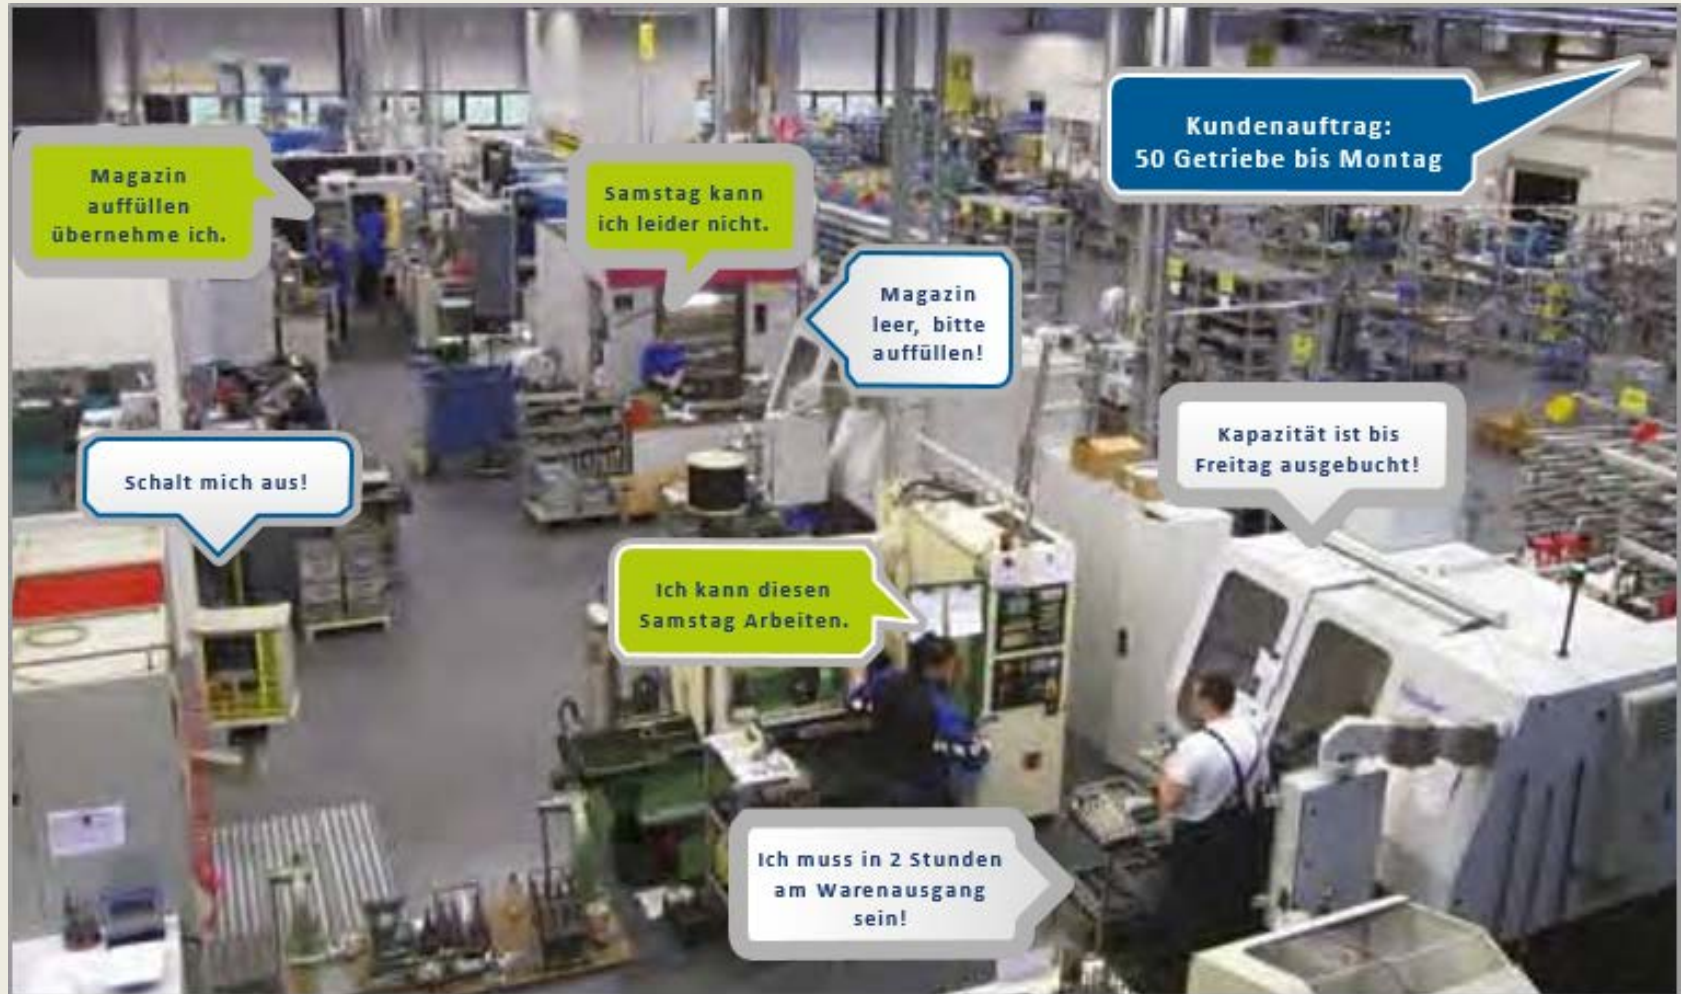 Kundenauftrag:
50 Getriebe bis Montag
Magazin
auffüllen
übernehme ich.
Samstag kann
ich leider nicht.
Magazin
leer, bitte
auffüllen!
Kapazität ist bis
Freitag ausgebucht!
Schalt mich aus!
Ich kann diesen
Samstag Arbeiten.
Ich muss in 2 Stunden
am Warenausgang
sein!